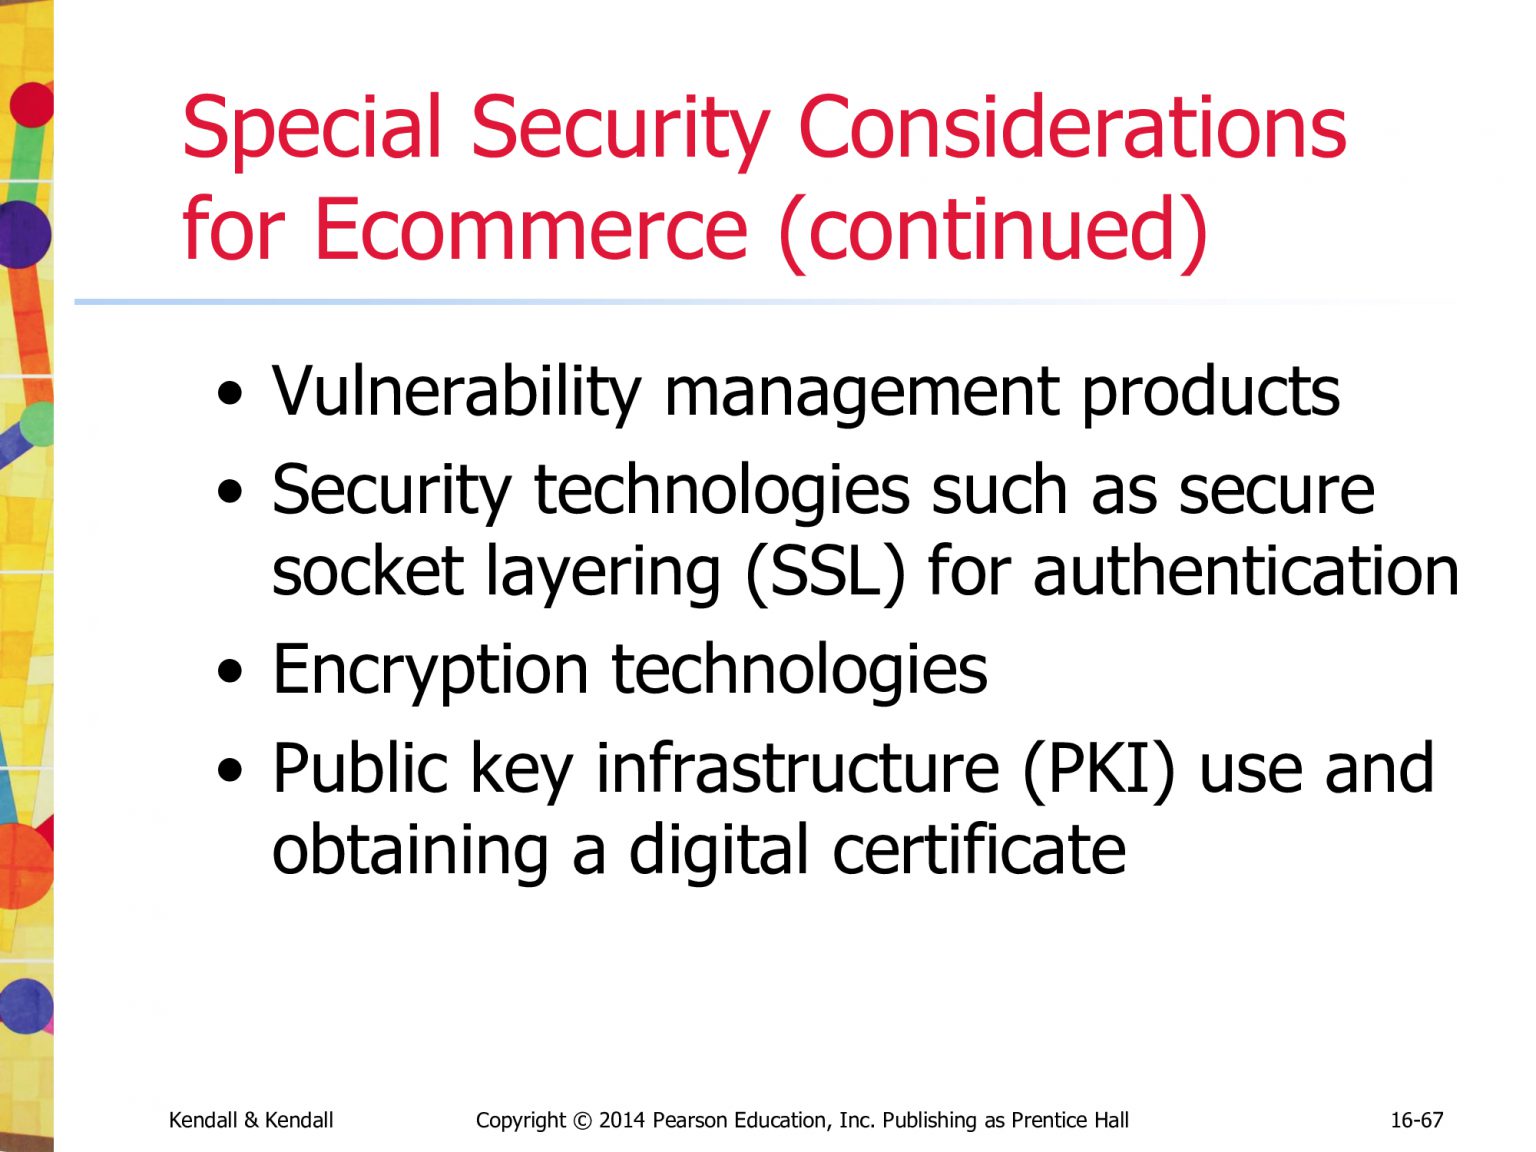 Special Security Considerations
for Ecommerce (continued)
• Vulnerability management products
• Security technologies such as secure
socket layering (SSL) for authentication
• Encryption technologies
• Public key infrastructure (PKI) use and
obtaining a digital certificate
Kendall & Kendall Copyright © 2014 Pearson Education, Inc. Publishing as Prentice Hall 16-67